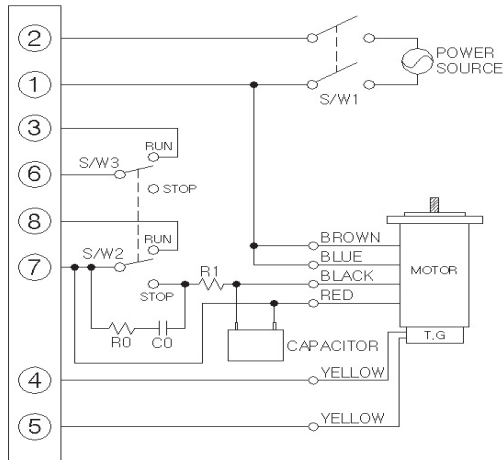 2
POWER
SOURCE
1
S/W1
3
RUN
S/W3
6
STOP
8
RUN
S/W2
7
BROWN
BLUE
MOTOR
R1
BLACK
STOP
RED
R0
C0
CAPACITOR
T,G
4
YELLOW
5
YELLOW